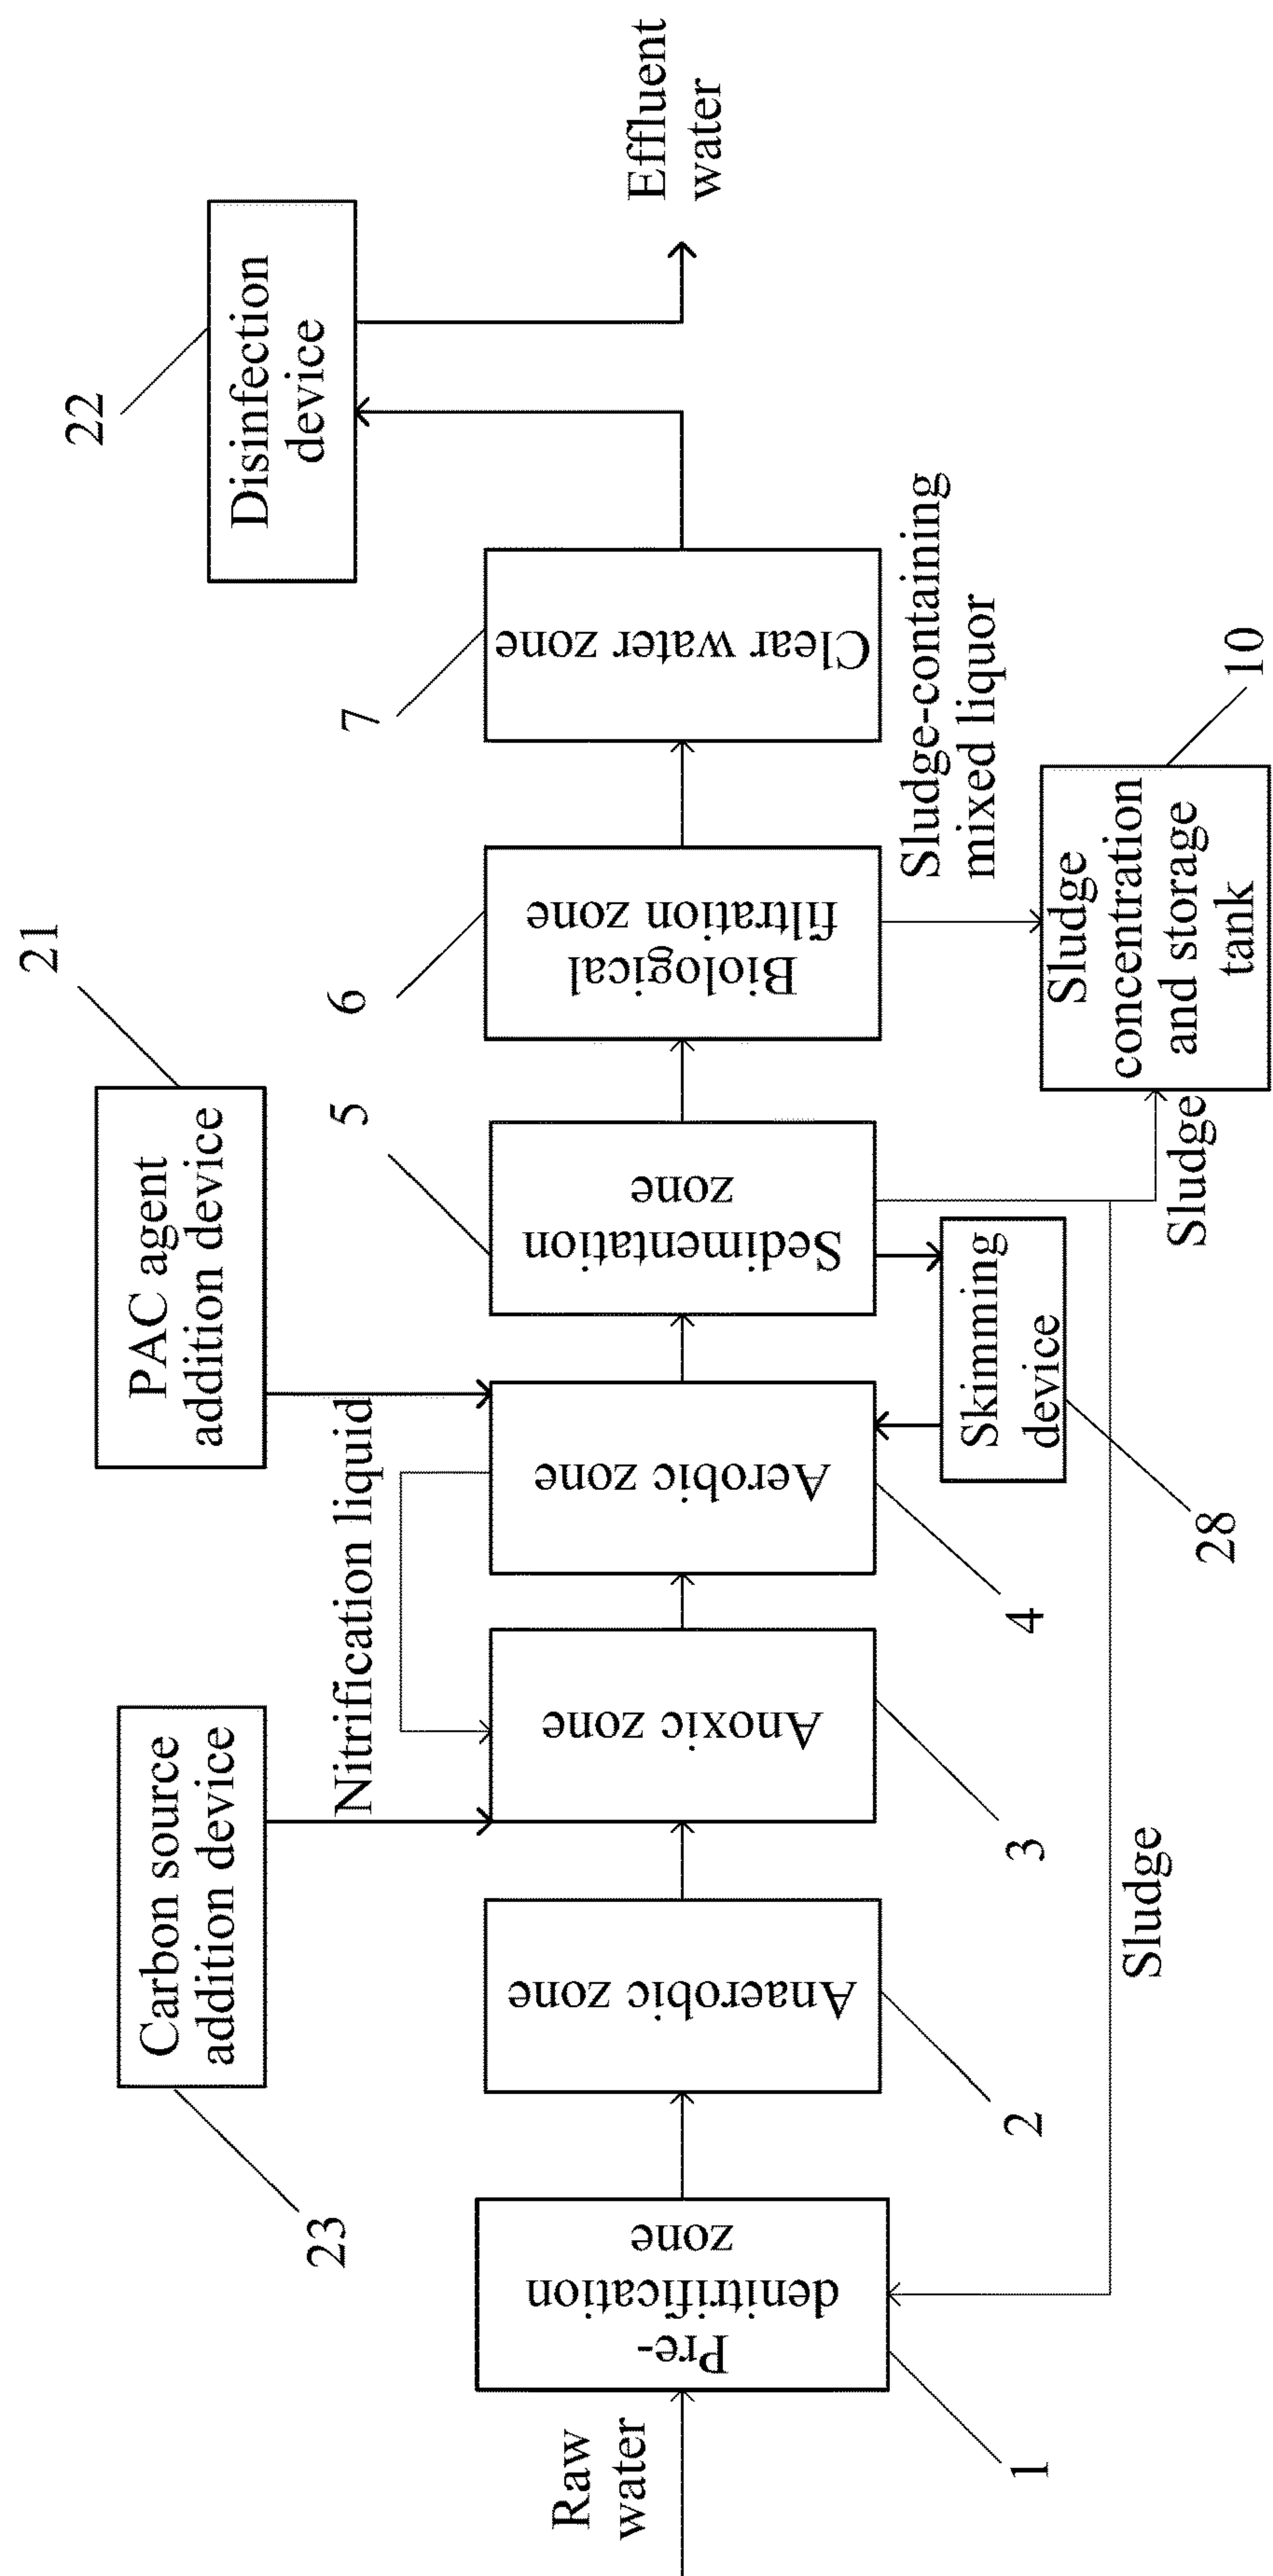 Raw
water
Pre-
denitrification
zone
1
Anaerobic zone
2
Carbon source
addition device
23
Anoxic zone
3
Nitrification liquid
Aerobic zone
4
PAC agent
addition device
21
Sedimentation
zone
5
Skimming
device
28
Sludge
Sludge
Biological
filtration zone
6
Sludge-containing
mixed liquor
Sludge
concentration
and storage
tank
10
Clear water zone
7
Disinfection
device
22
Effluent
water